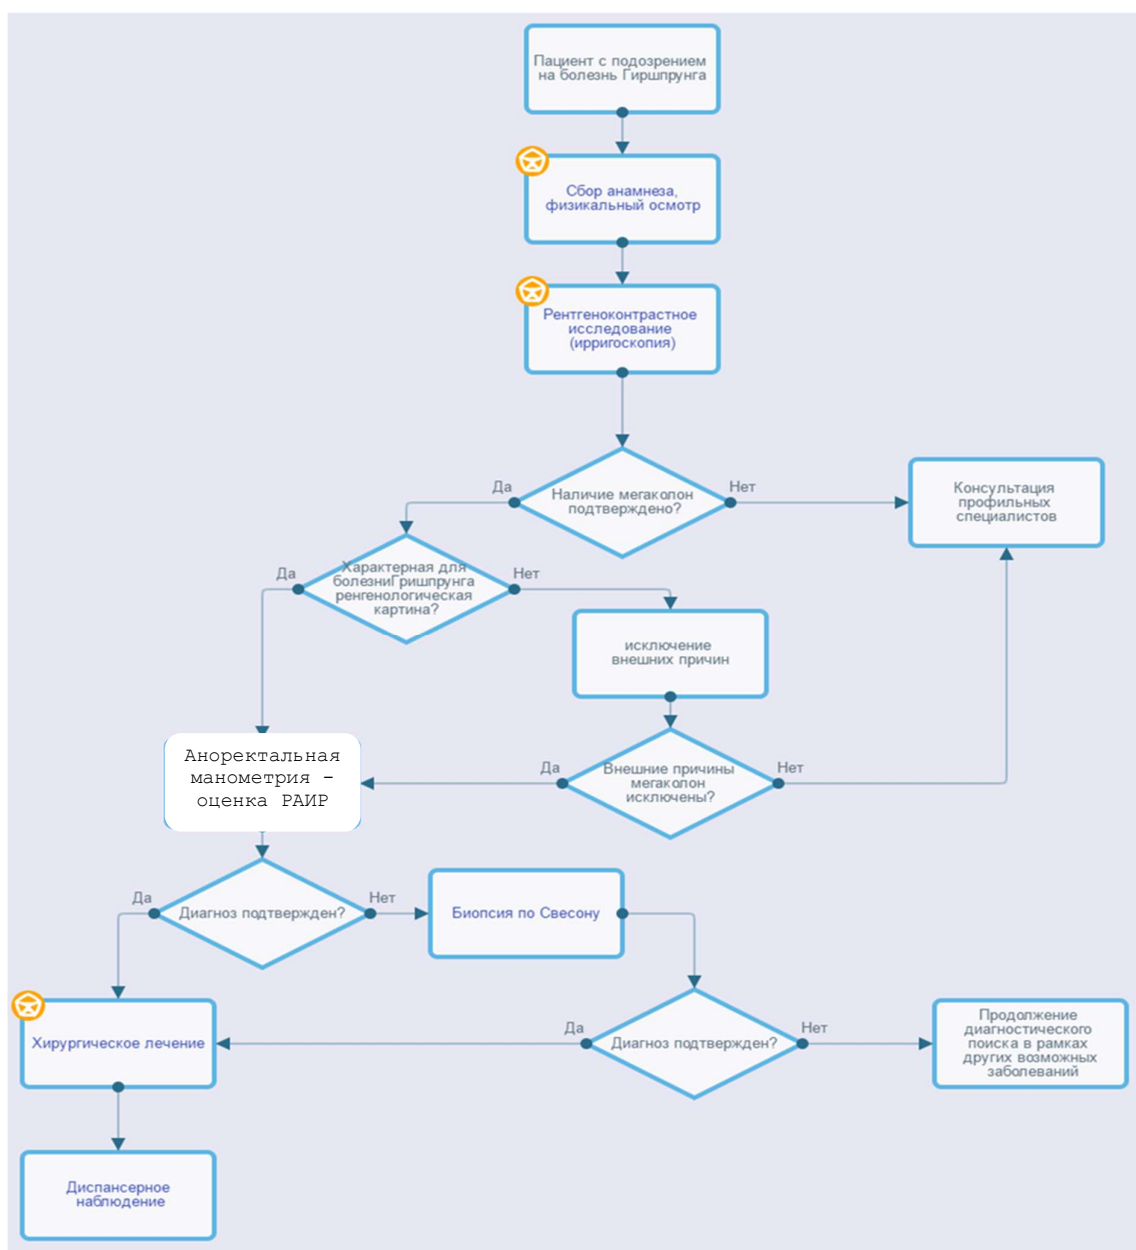 Пациент с подозрением
на болезнь Гиршпрунга
Сбор анамнеза,
физикальный осмотр
Рентгеноконтрастное
исследование
(ирригоскопия)
Да
Наличие мегаколон
подтверждено?
Нет
Консультация
профильных
специалистов
Да
Характерная для
болезниГришпрунга
ренгенологическая
картина?
Нет
исключение
внешних причин
Аноректальная
манометрия -
оценка РАИР
Да
Внешние причины
мегаколон
исключены?
Нет
Да
Диагноз подтвержден?
Нет
Биопсия по Свесону
Хирургическое лечение
Да
Диагноз подтвержден?
Нет
Продолжение
диагностического
поиска в рамках
других возможных
заболеваний
Диспансерное
наблюдение